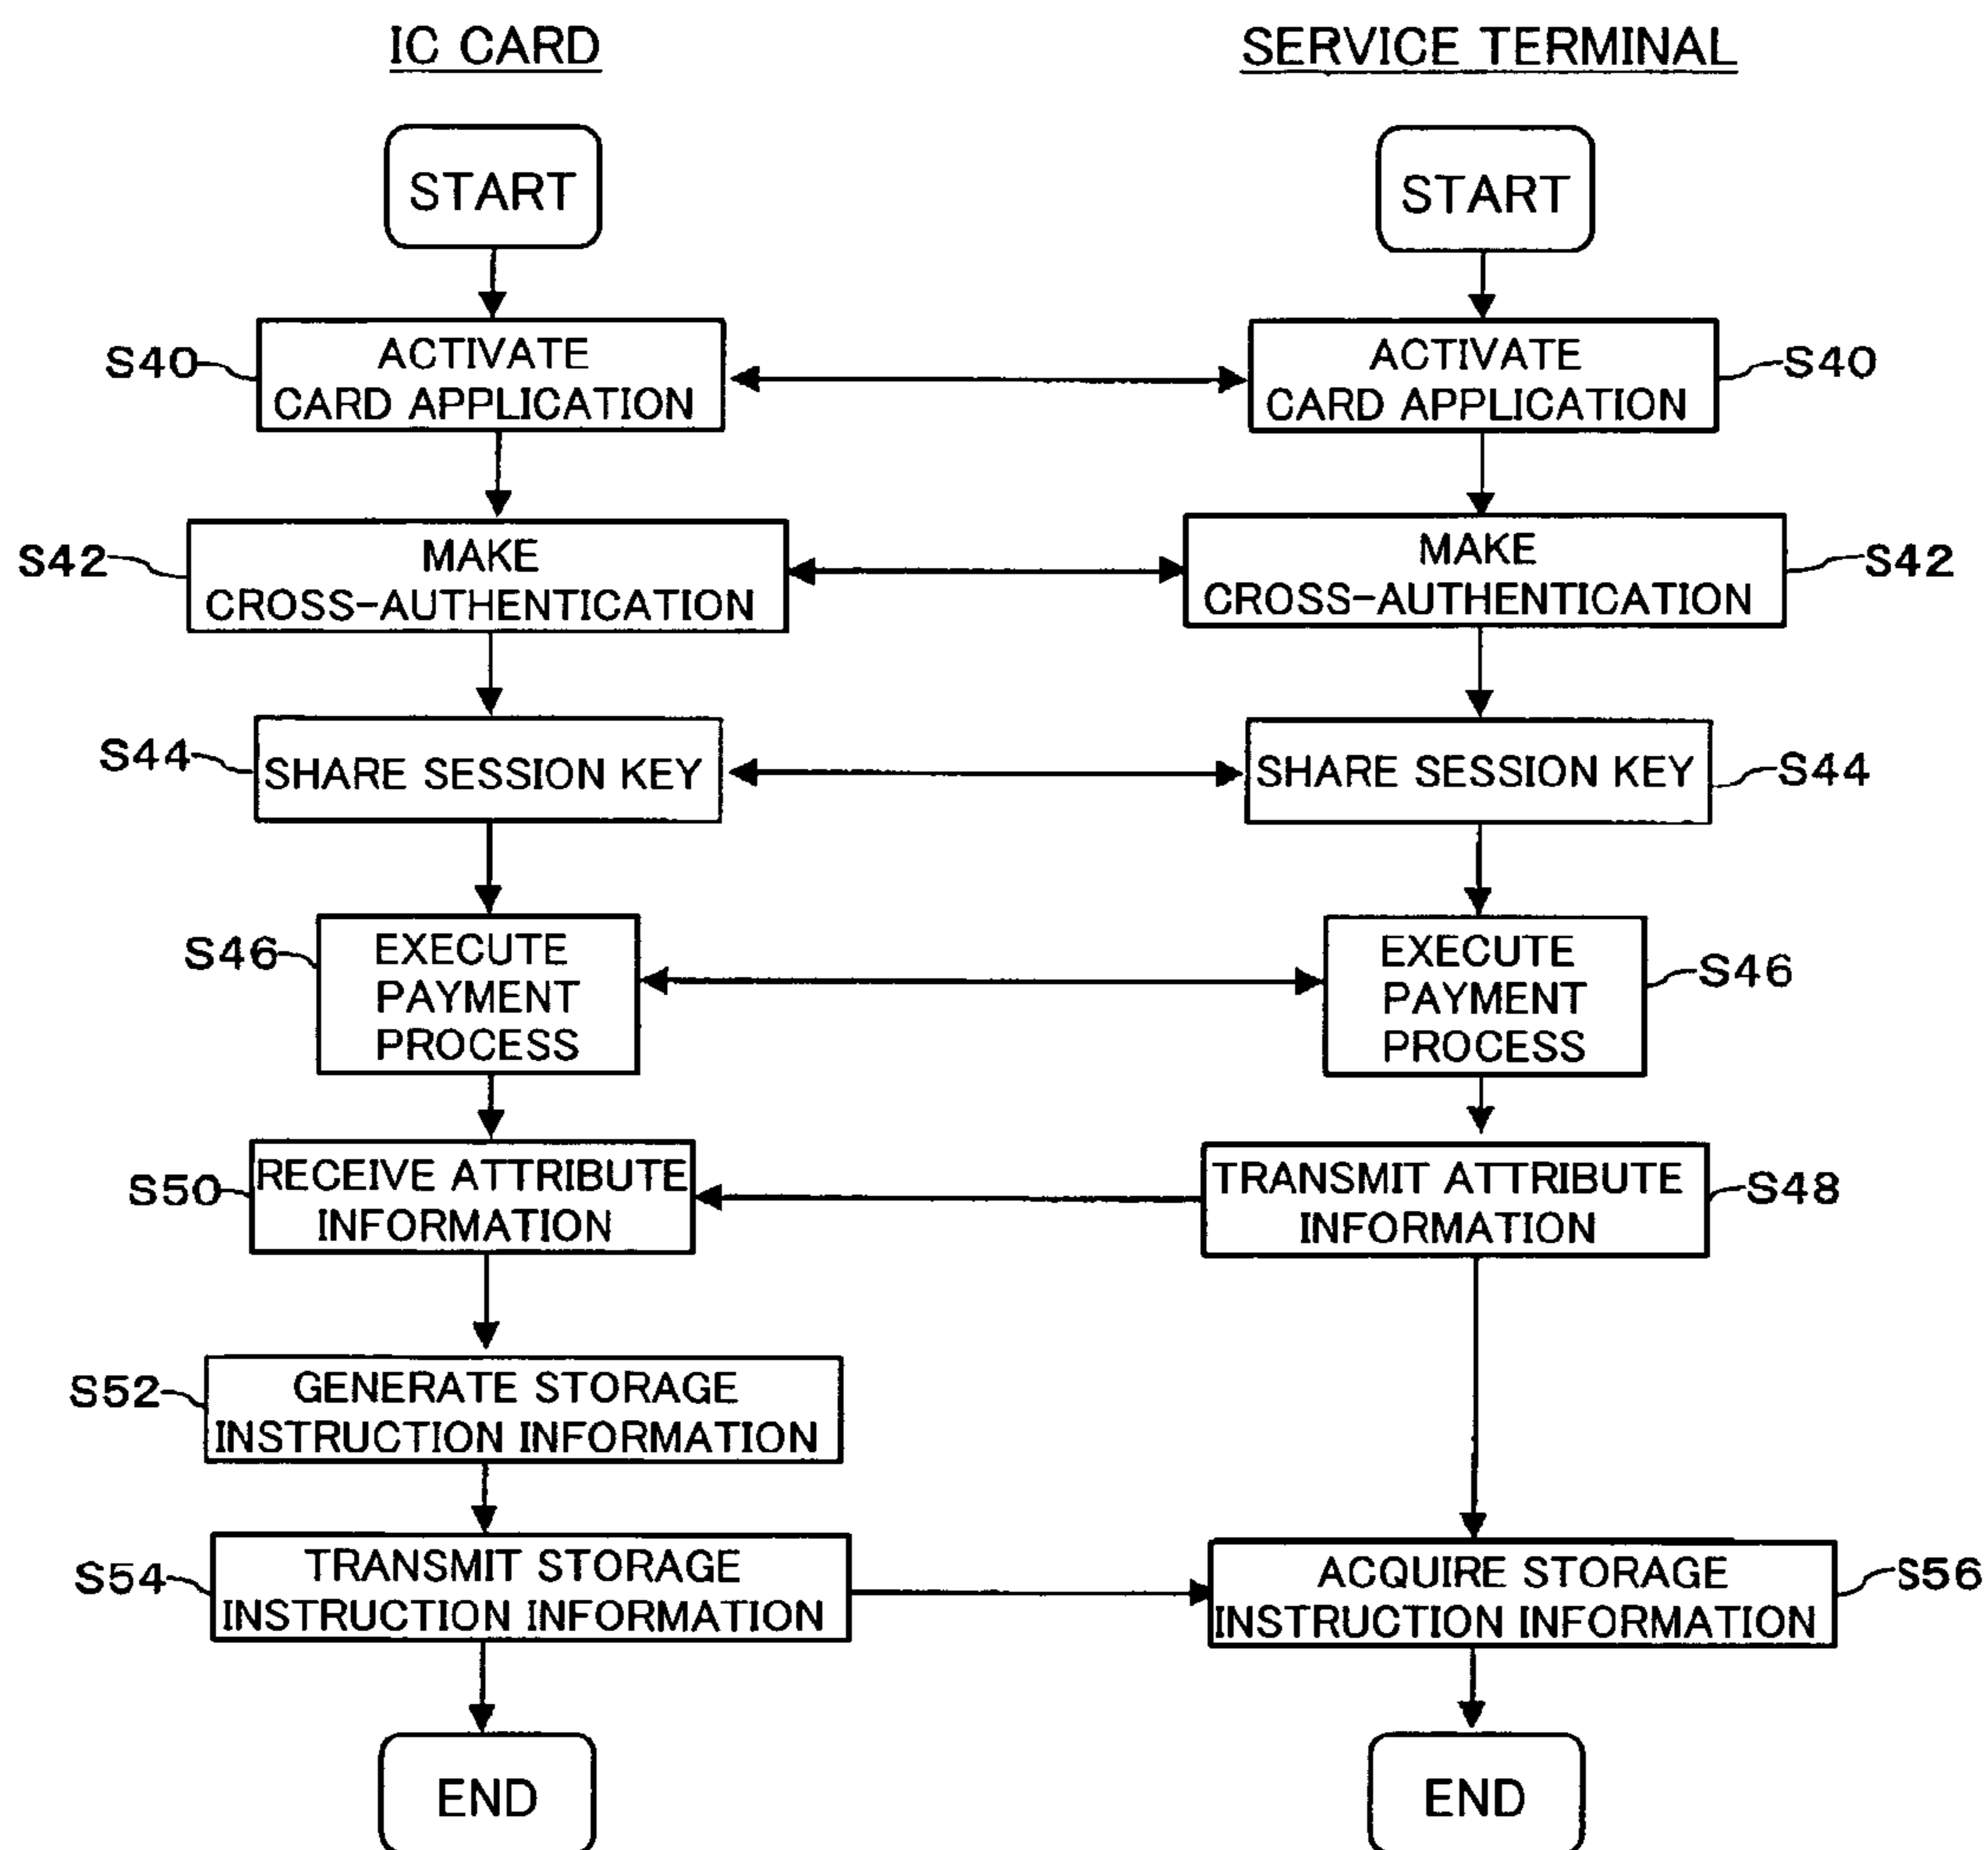 IC CARD
SERVICE TERMINAL
START
START
S40
ACTIVATE
CARD APPLICATION
ACTIVATE
CARD APPLICATION
S40
S42
MAKE
CROSS-AUTHENTICATION
MAKE
CROSS-AUTHENTICATION
S42
S44
SHARE SESSION KEY
SHARE SESSION KEY
S44
S46
EXECUTE
PAYMENT
PROCESS
EXECUTE
PAYMENT
PROCESS
S46
S50
RECEIVE ATTRIBUTE
INFORMATION
TRANSMIT ATTRIBUTE
INFORMATION
S48
S52
GENERATE STORAGE
INSTRUCTION INFORMATION
S54
TRANSMIT STORAGE
INSTRUCTION INFORMATION
ACQUIRE STORAGE
INSTRUCTION INFORMATION
S56
END
END